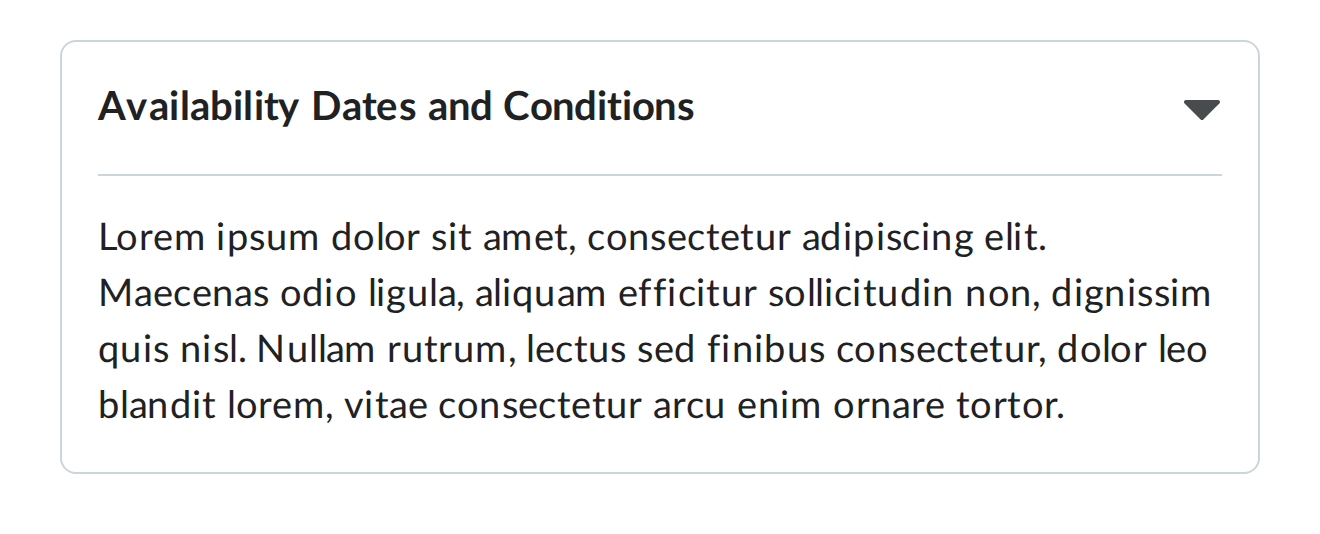 Availability Dates and Conditions
Lorem ipsum dolor sit amet, consectetur adipiscing elit.
Maecenas odio ligula, aliquam efficitur sollicitudin non, dignissim
quis nisl. Nullam rutrum, lectus sed finibus consectetur, dolor leo
blandit lorem, vitae consectetur arcu enim ornare tortor.